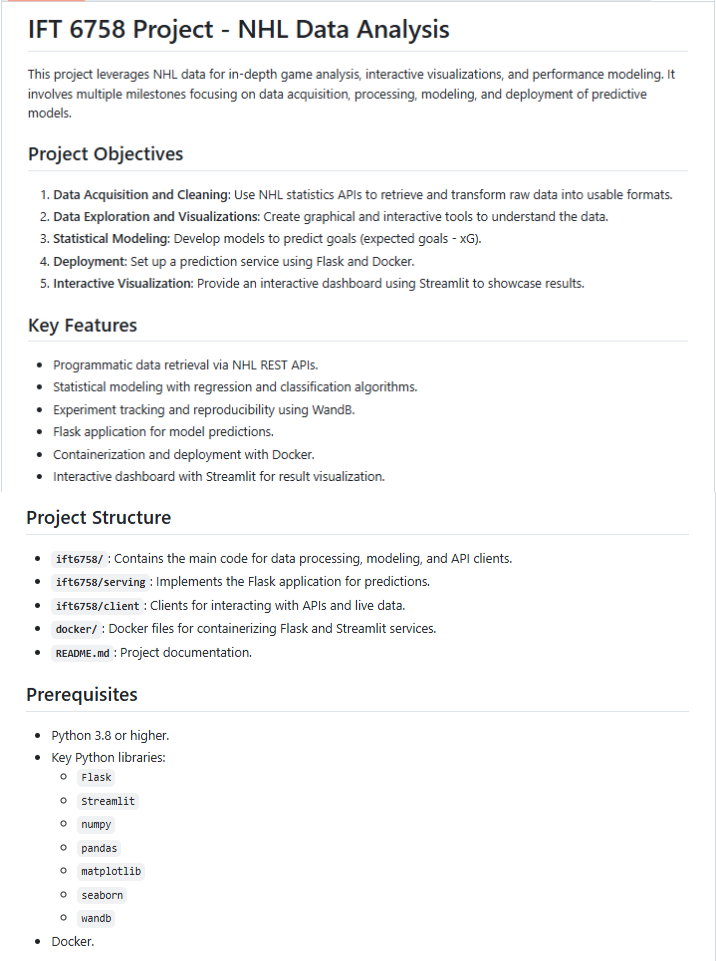 IFT 6758 Project - NHL Data Analysis
This project leverages NHL data for in-depth game analysis, interactive visualizations, and performance modeling. It
involves multiple milestones focusing on data acquisition, processing, modeling, and deployment of predictive
models.
Project Objectives
1. Data Acquisition and Cleaning: Use NHL statistics APIs to retrieve and transform raw data into usable formats.
2. Data Exploration and Visualizations: Create graphical and interactive tools to understand the data.
3. Statistical Modeling: Develop models to predict goals (expected goals - xG).
4. Deployment: Set up a prediction service using Flask and Docker.
5. Interactive Visualization: Provide an interactive dashboard using Streamlit to showcase results.
Key Features
• Programmatic data retrieval via NHL REST APIs.
• Statistical modeling with regression and classification algorithms.
• Experiment tracking and reproducibility using WandB.
• Flask application for model predictions.
• Containerization and deployment with Docker.
• Interactive dashboard with Streamlit for result visualization.
Project Structure
• ift6758/ : Contains the main code for data processing, modeling, and API clients.
• ift6758/serving : Implements the Flask application for predictions.
• ift6758/client : Clients for interacting with APIs and live data.
• docker/ : Docker files for containerizing Flask and Streamlit services.
• README.md : Project documentation.
Prerequisites
• Python 3.8 or higher.
• Key Python libraries:
○ Flask
○ Streamlit
○ numpy
○ pandas
○ matplotlib
○ seaborn
○ wandb
• Docker.